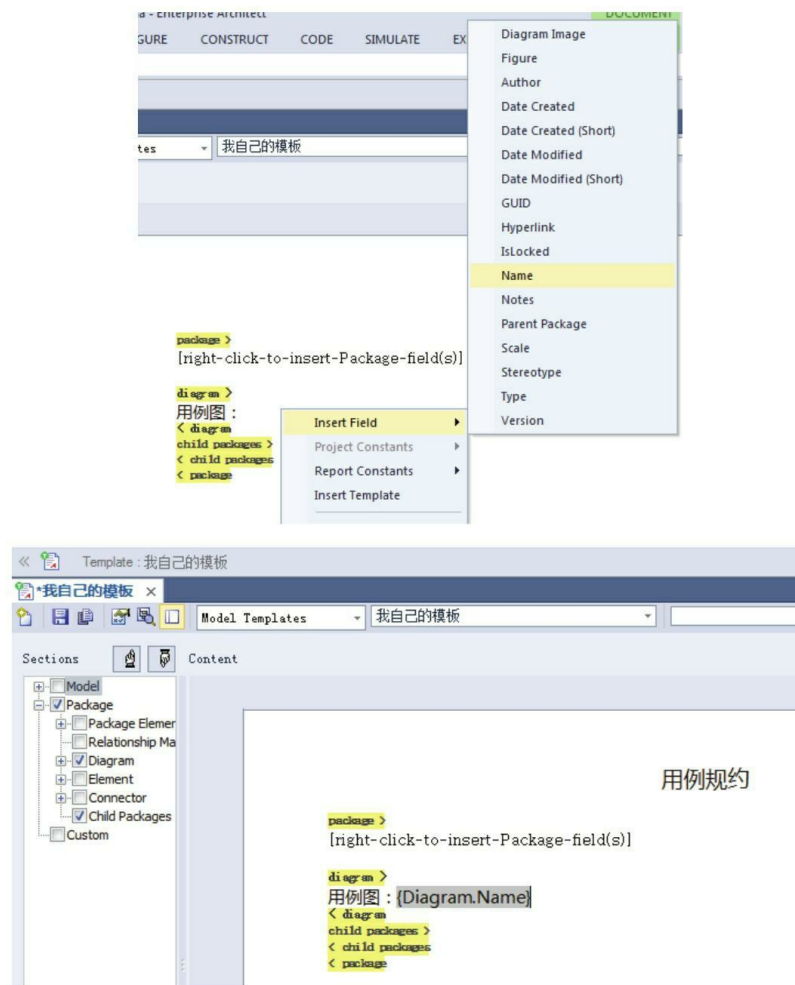 a - Enterprise Architect
DOCUMENT
GURE CONSTRUCT CODE SIMULATE EX
Diagram Image
Figure
Author
Date Created
Date Created (Short)
Date Modified
Date Modified (Short)
GUID
Hyperlink
IsLocked
Name
Notes
Parent Package
Scale
Stereotype
Type
Version
tes 我自己的模板
package >
[right-click-to-insert-Package-field(s)]
diagram >
用例图：
< diagram
child packages >
< child packages
< package
Insert Field
Project Constants
Report Constants
Insert Template
« Template : 我自己的模板
*我自己的模板 ×
Model Templates 我自己的模板
Sections Content
Model
Package
Package Elemer
Relationship Ma
Diagram
Element
Connector
Child Packages
Custom
用例规约
package >
[right-click-to-insert-Package-field(s)]
diagram >
用例图：{Diagram.Name}
< diagram
child packages >
< child packages
< package